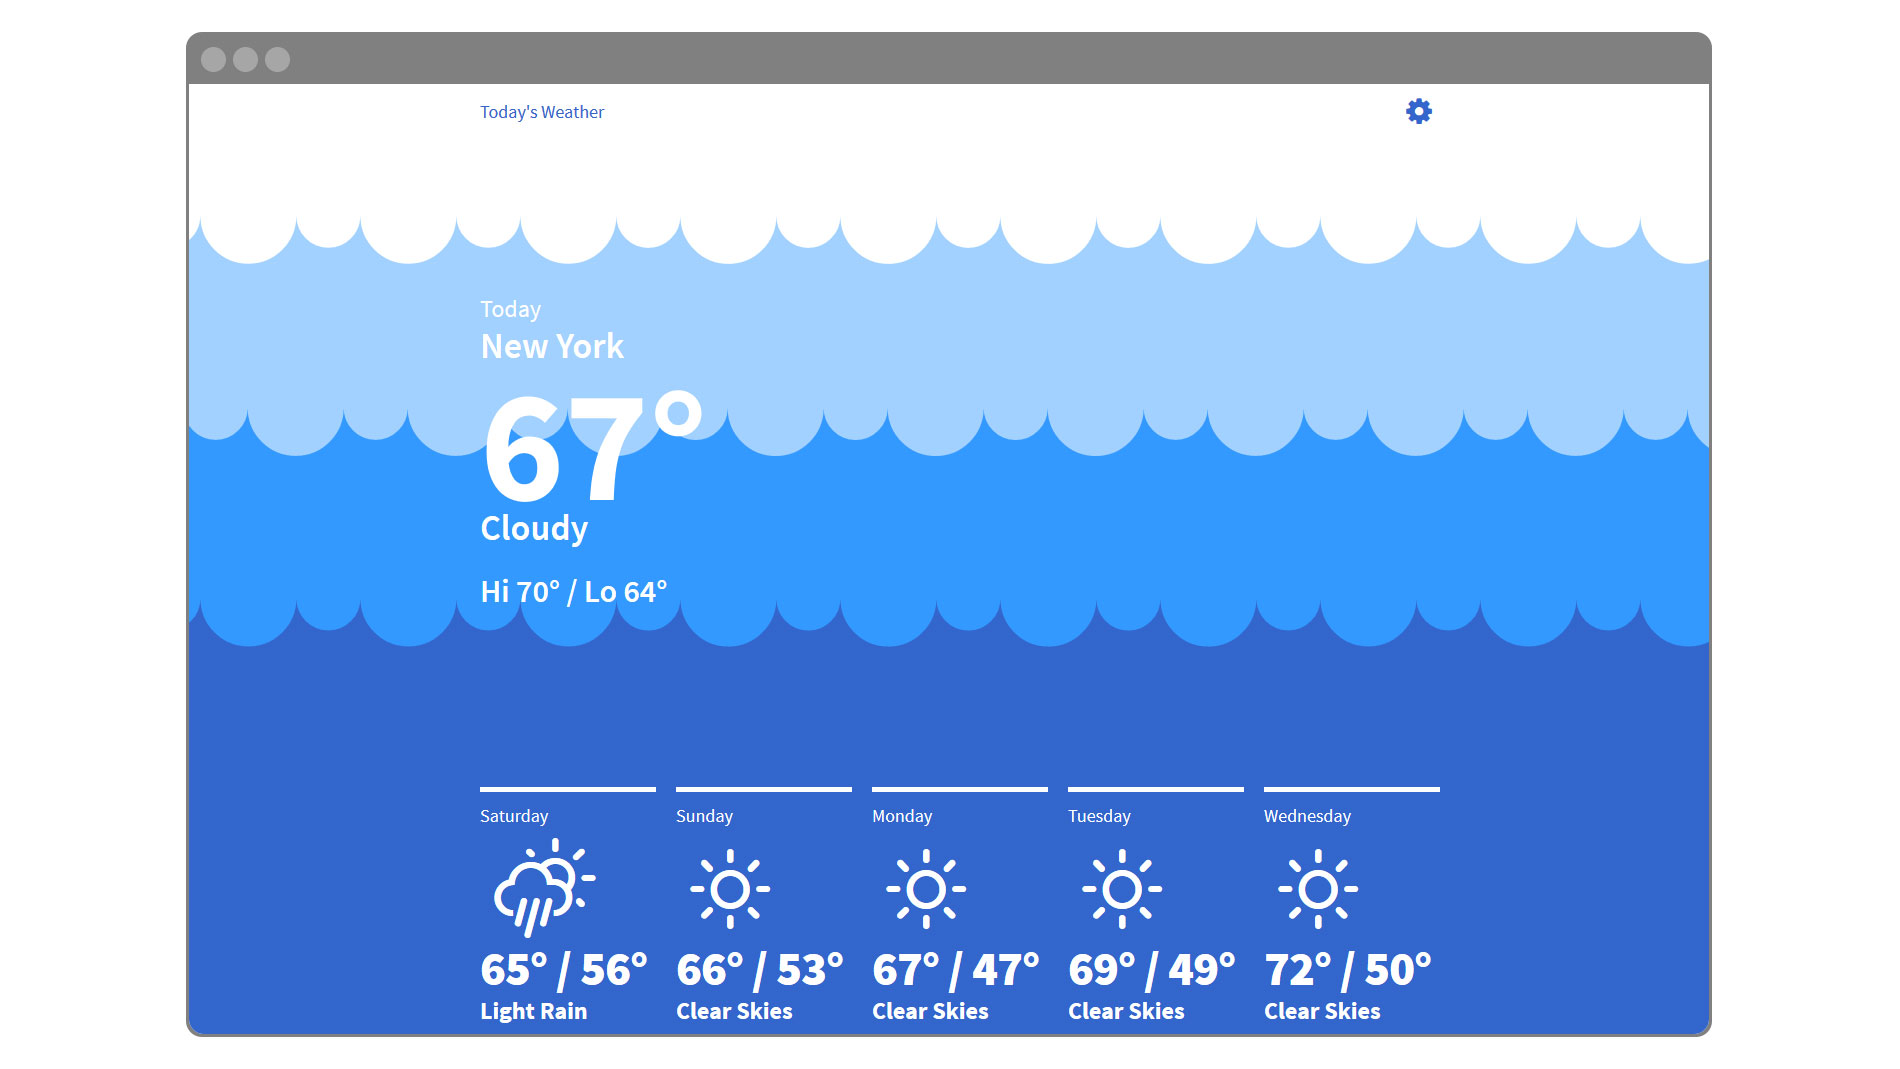 Today's Weather
Today
New York
67°
Cloudy
Hi 70° / Lo 64°
Saturday
65° / 56°
Light Rain
Sunday
66° / 53°
Clear Skies
Monday
67° / 47°
Clear Skies
Tuesday
69° / 49°
Clear Skies
Wednesday
72° / 50°
Clear Skies